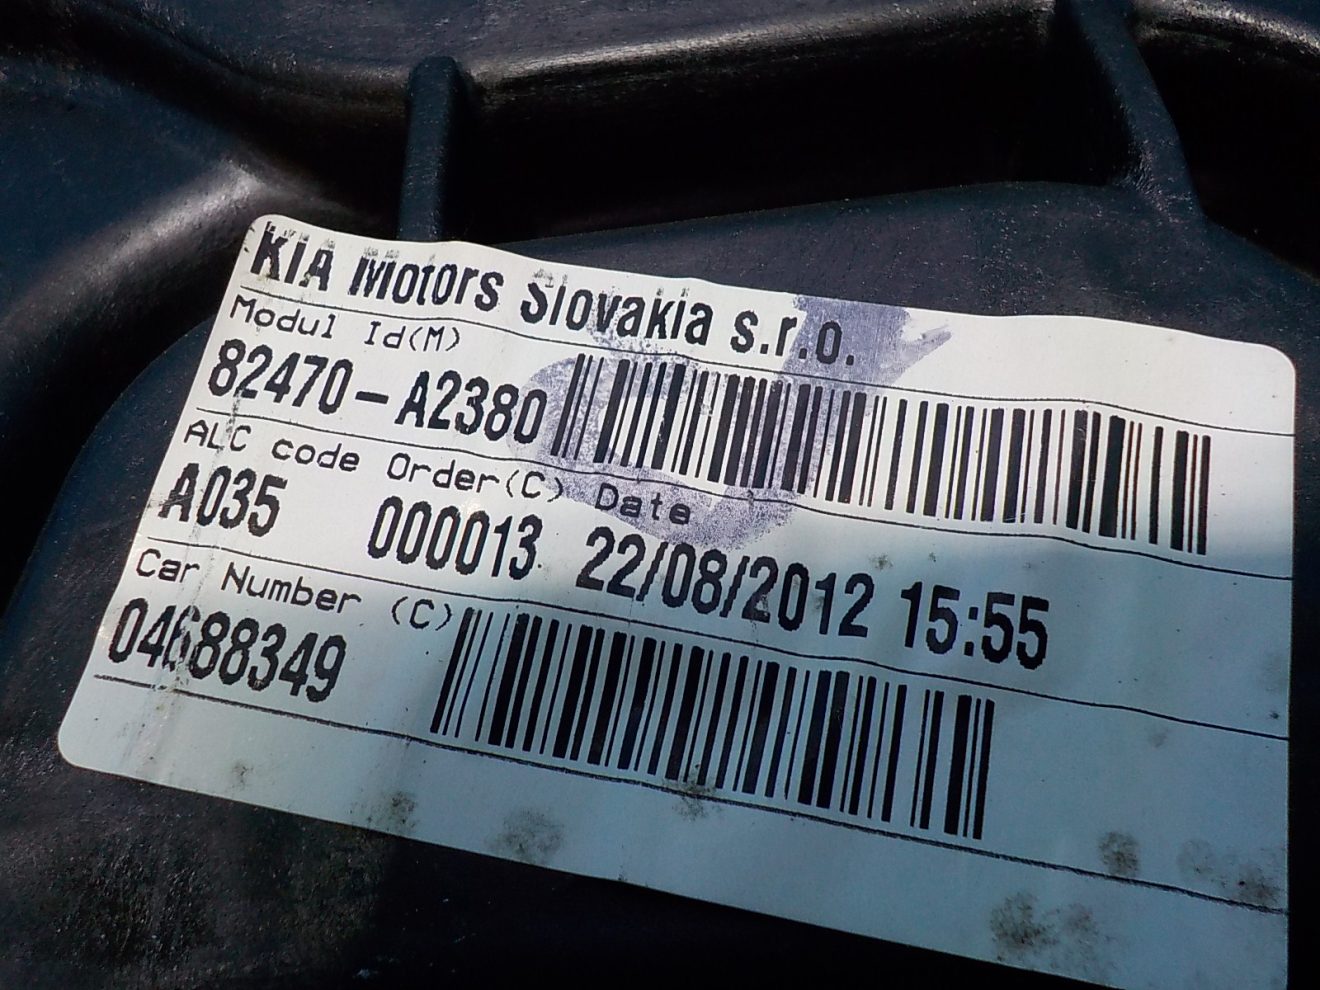 KIA Motors Slovakia s.r.o.
Modul Id(M)
82470-A2380
ALC code Order(C) Date
A035 000013 22/08/2012 15:55
Car Number (C)
04688349